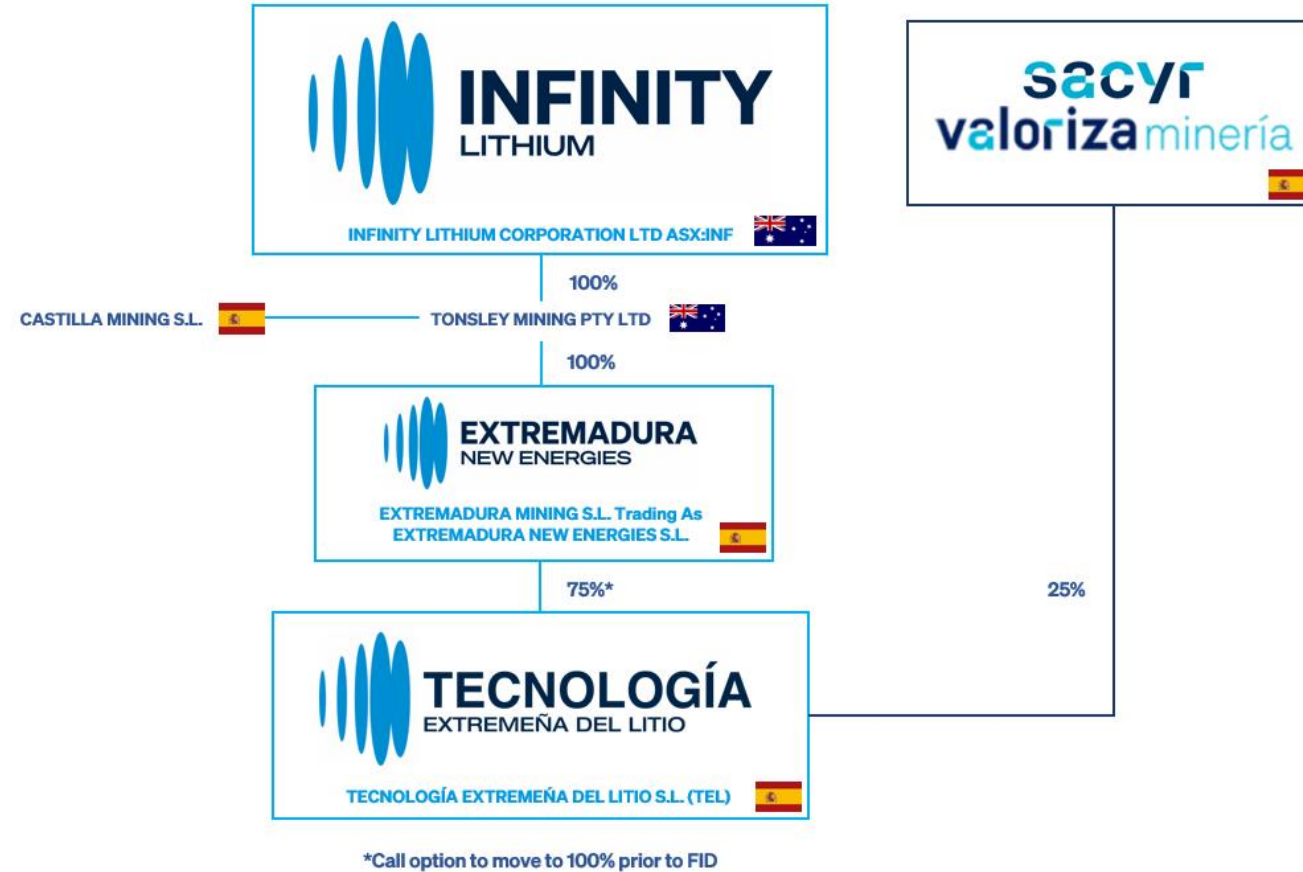 INFINITY
LITHIUM
INFINITY LITHIUM CORPORATION LTD ASX:INF
sacyr
valoriza minería
100%
CASTILLA MINING S.L.
TONSLEY MINING PTY LTD
100%
EXTREMADURA
NEW ENERGIES
EXTREMADURA MINING S.L. Trading As
EXTREMADURA NEW ENERGIES S.L.
75%*
25%
TECNOLOGÍA
EXTREMEÑA DEL LITIO
TECNOLOGÍA EXTREMEÑA DEL LITIO S.L. (TEL)
*Call option to move to 100% prior to FID